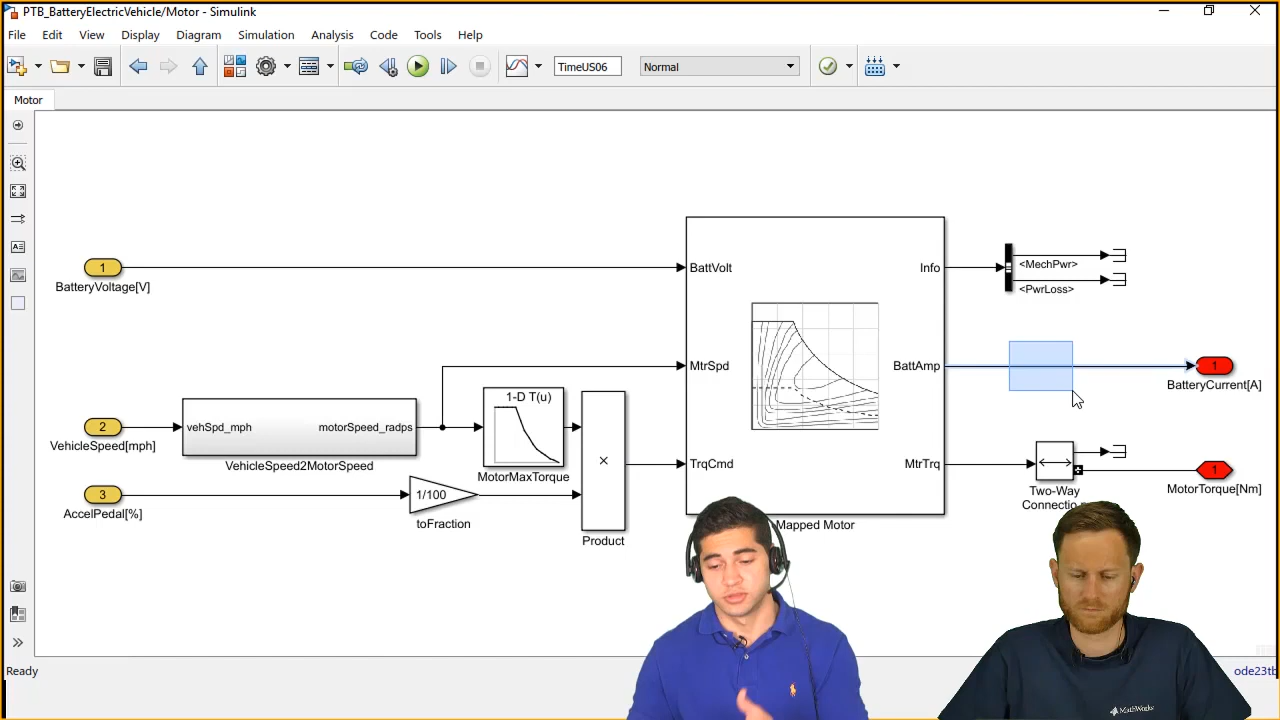 PTB_BatteryElectricVehicle/Motor - Simulink
File Edit View Display Diagram Simulation Analysis Code Tools Help
TimeUS06 Normal
Motor
1
BatteryVoltage[V]
2
VehicleSpeed[mph]
3
AccelPedal[%]
vehSpd_mph motorSpeed_radps
VehicleSpeed2MotorSpeed
1/100
toFraction
1-D T(u)
MotorMaxTorque
×
Product
BattVolt
MtrSpd
TrqCmd
Info
BattAmp
MtrTrq
Mapped Motor
<MechPwr>
<PwrLoss>
1
BatteryCurrent[A]
Two-Way
1
MotorTorque[Nm]
MathWorks
Ready